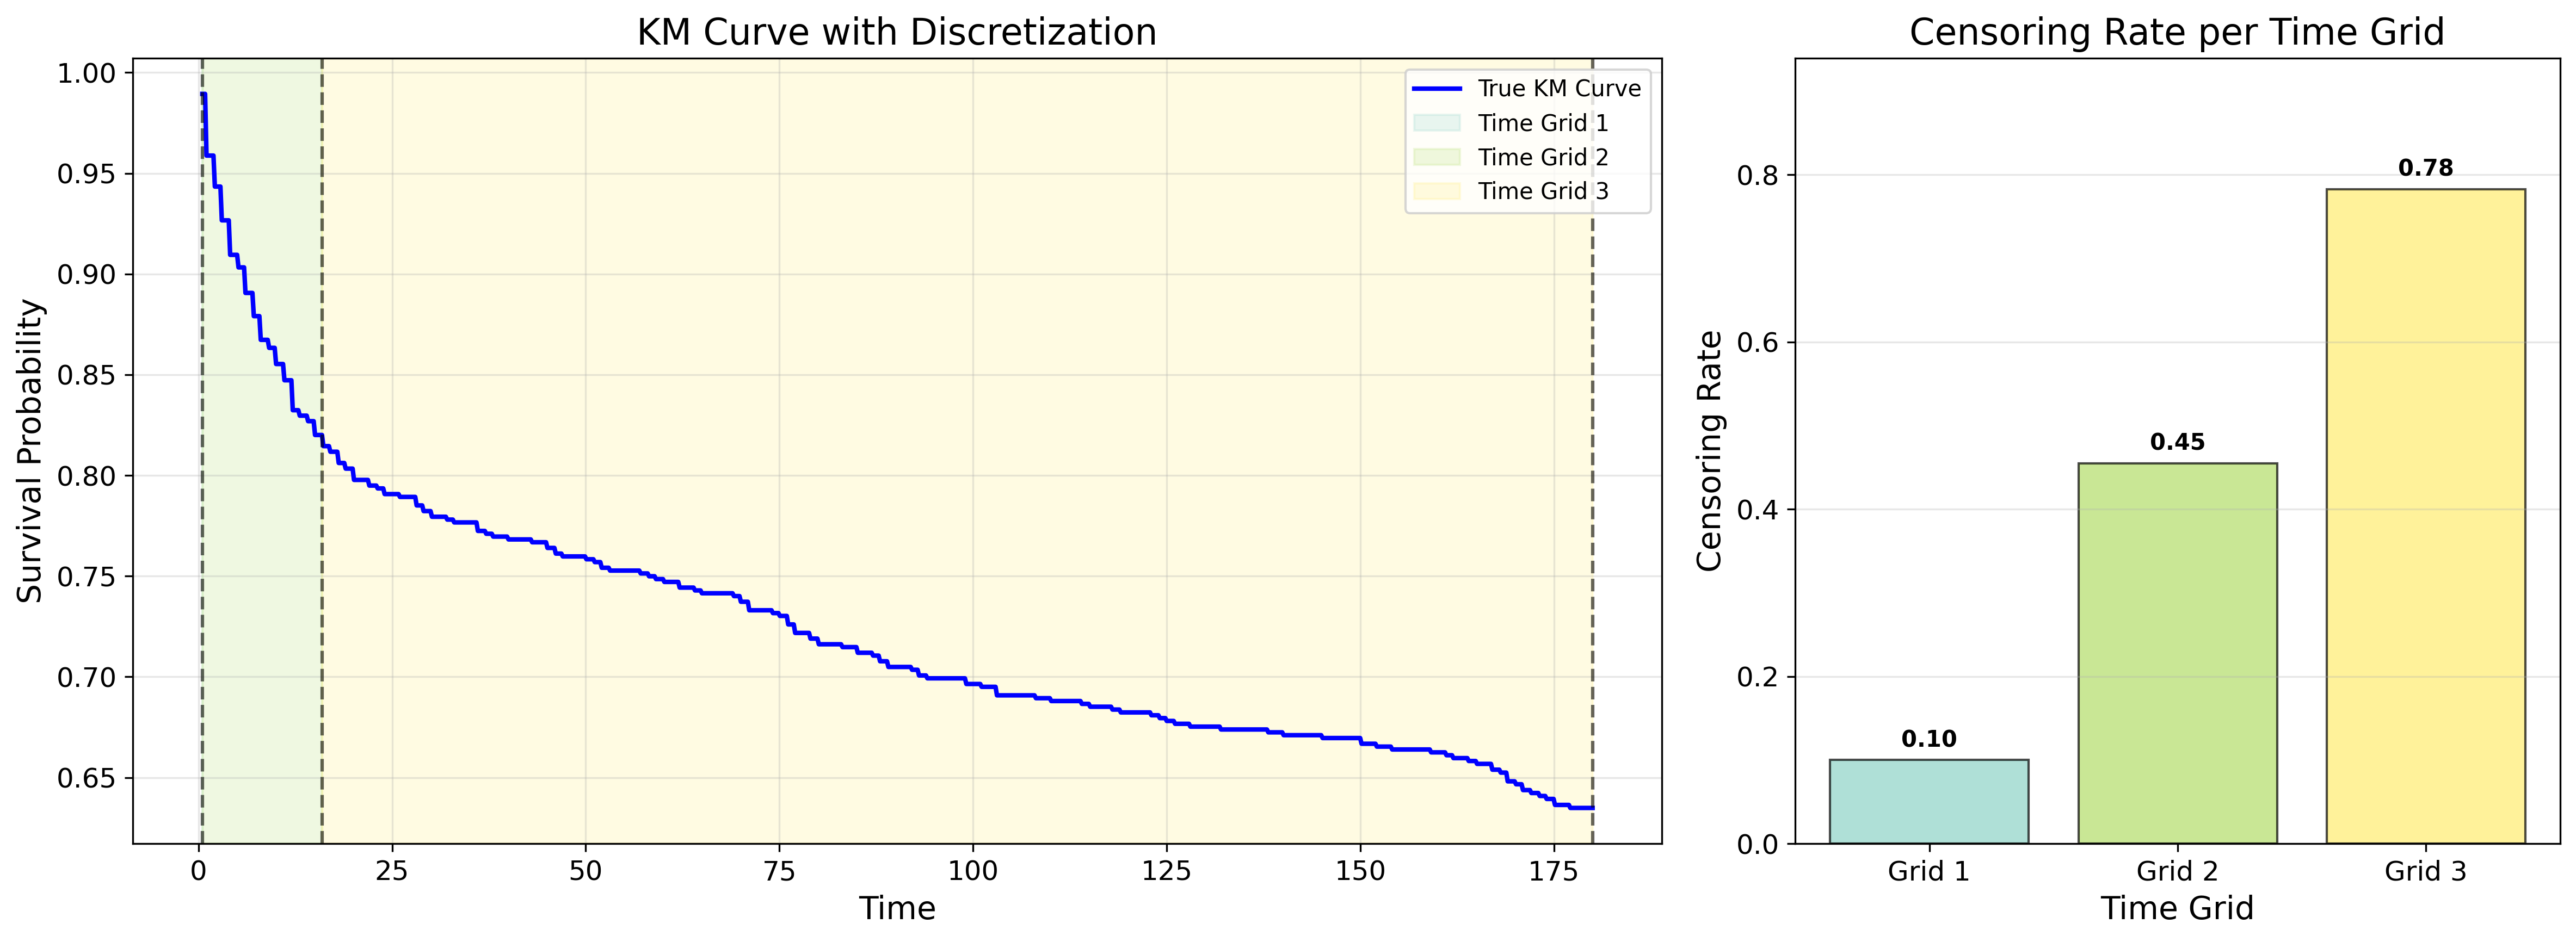 KM Curve with Discretization
Survival Probability
1.00
0.95
0.90
0.85
0.80
0.75
0.70
0.65
0
25
50
75
100
125
150
175
Time
True KM Curve
Time Grid 1
Time Grid 2
Time Grid 3
Censoring Rate per Time Grid
Censoring Rate
0.8
0.6
0.4
0.2
0.0
0.10
0.45
0.78
Grid 1
Grid 2
Grid 3
Time Grid